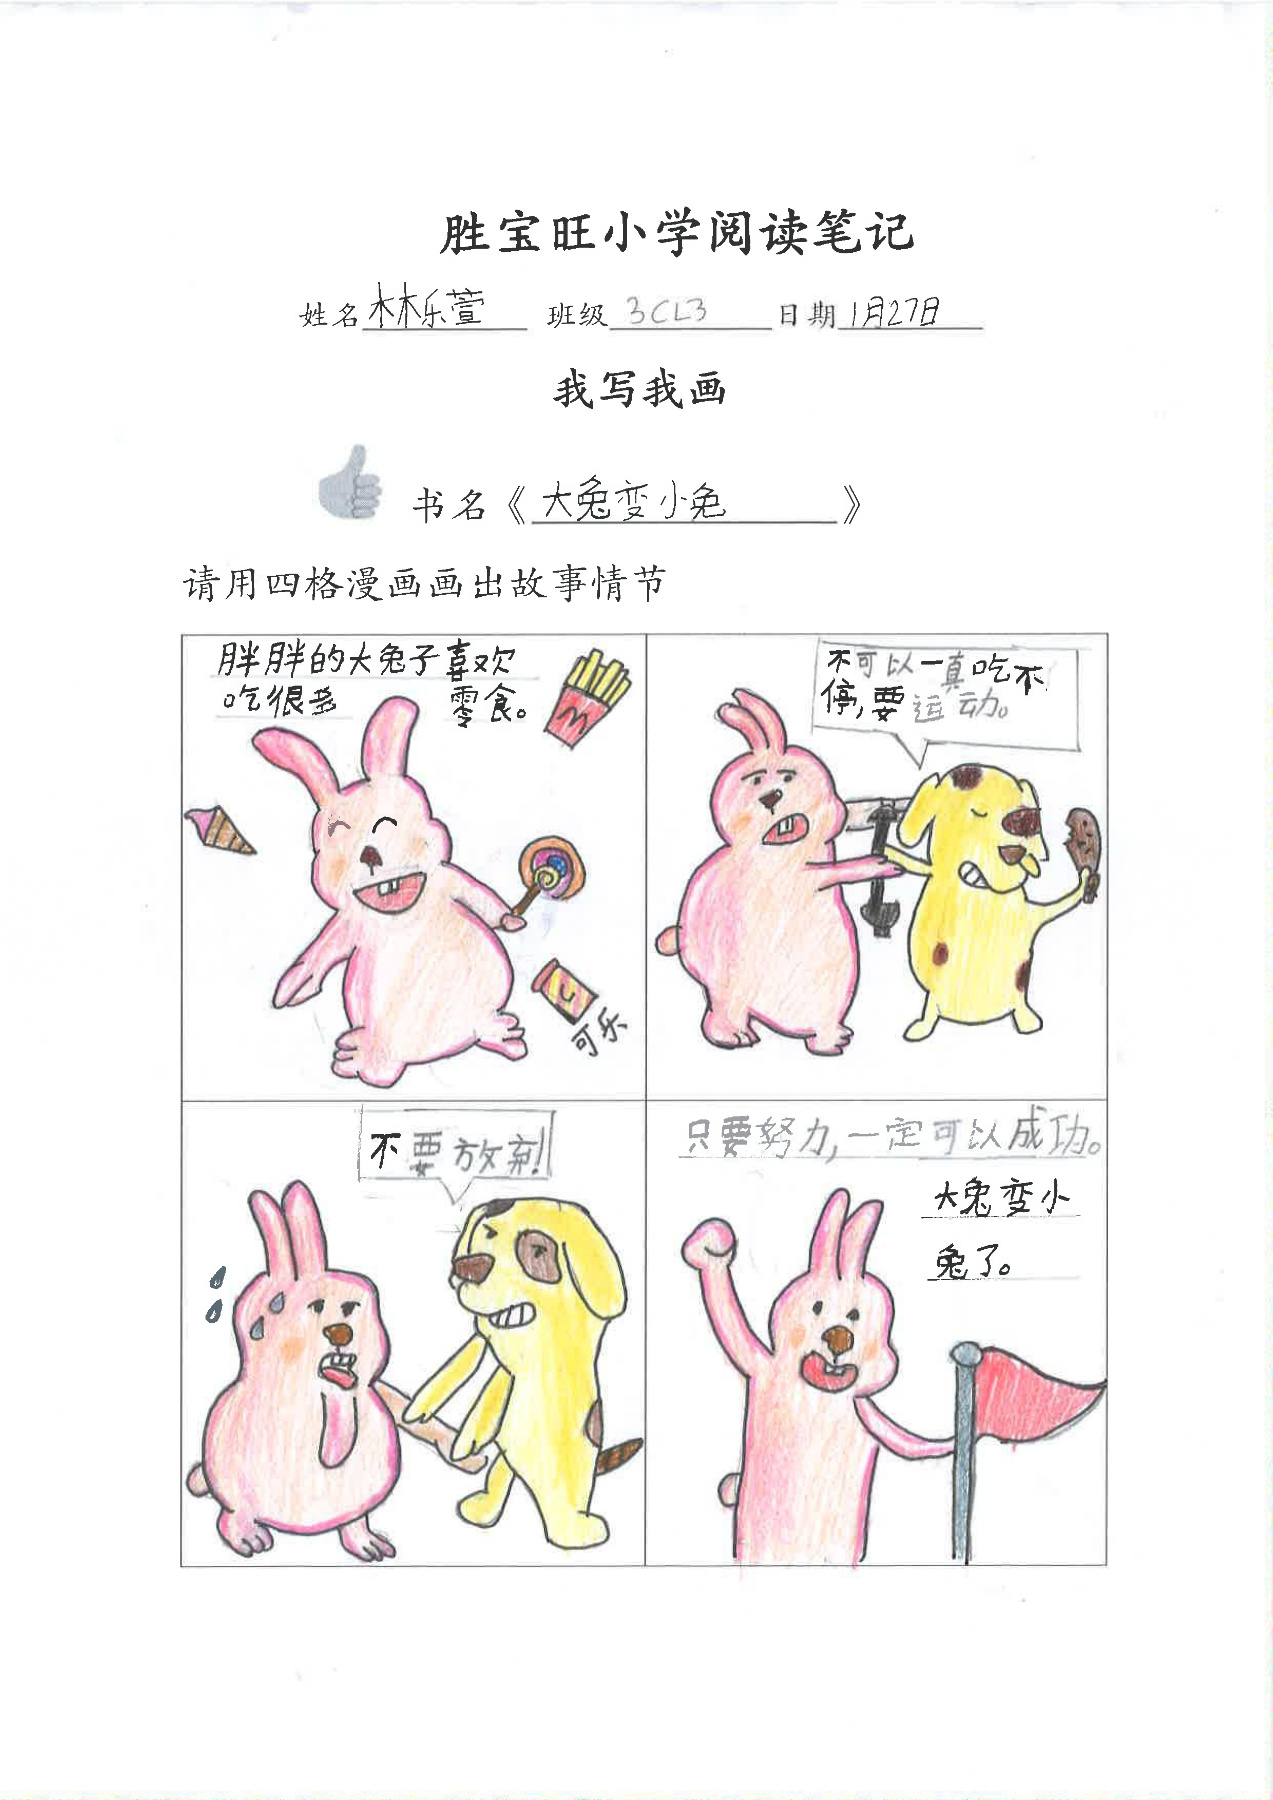 胜宝旺小学阅读笔记
姓名 林乐萱 班级 3CL3 日期 1月27日
我写我画
书名《大兔变小兔》
请用四格漫画画出故事情节
胖胖的大兔子喜欢
吃很多零食。
可乐
不可以一真吃不
停,要运动。
不要放弃!
只要努力,一定可以成功。
大兔变小
兔了。